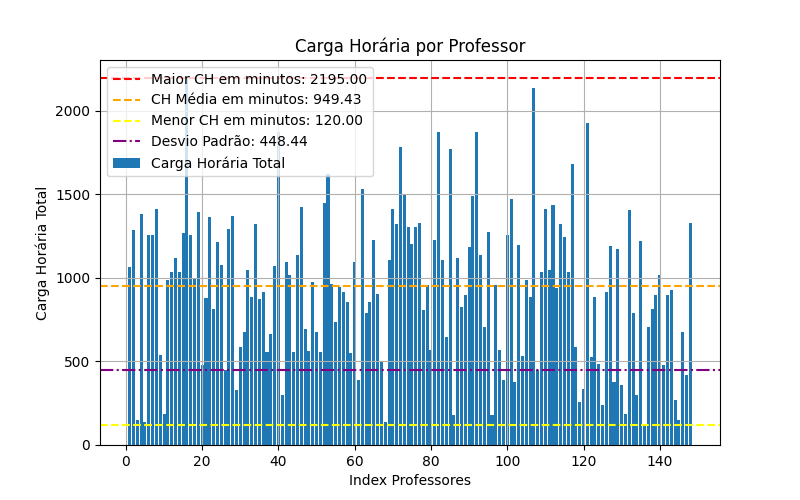 Carga Horária por Professor
Maior CH em minutos: 2195.00
CH Média em minutos: 949.43
Menor CH em minutos: 120.00
Desvio Padrão: 448.44
Carga Horária Total
Carga Horária Total
2000
1500
1000
500
0
0 20 40 60 80 100 120 140
Index Professores